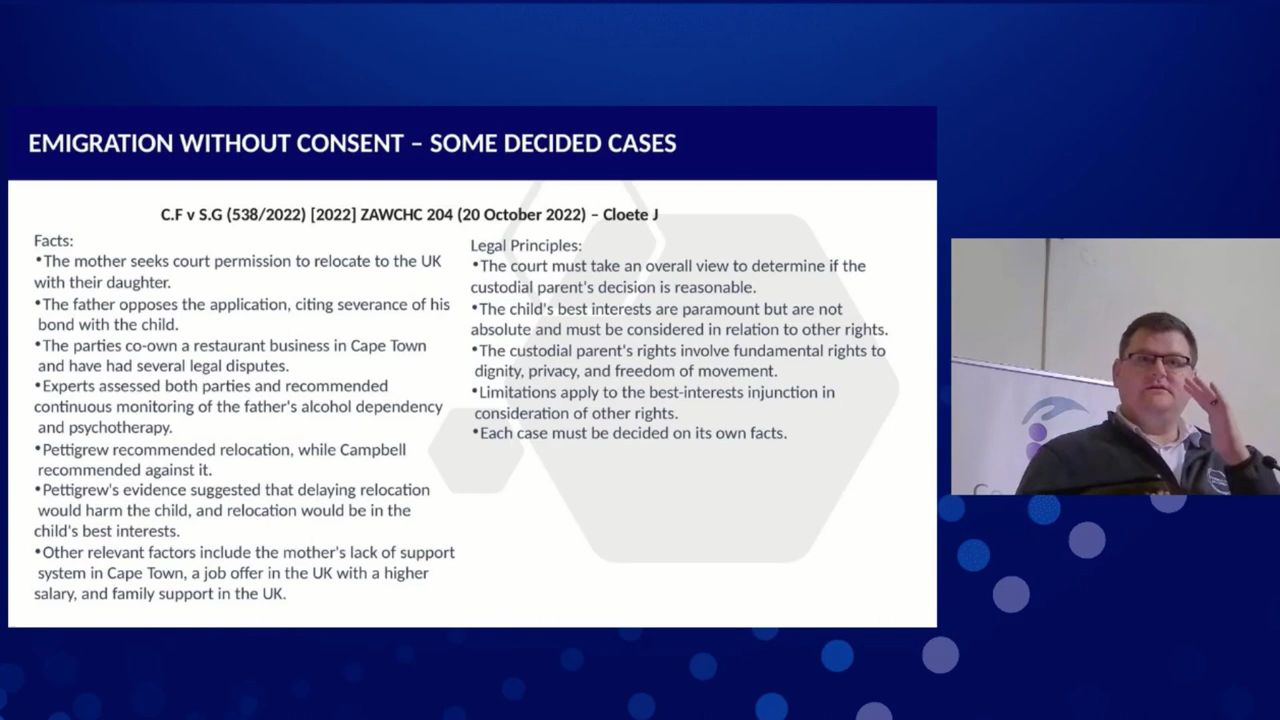 EMIGRATION WITHOUT CONSENT – SOME DECIDED CASES
C.F v S.G (538/2022) [2022] ZAWCHC 204 (20 October 2022) – Cloete J
Facts:
•The mother seeks court permission to relocate to the UK
with their daughter.
•The father opposes the application, citing severance of his
bond with the child.
•The parties co-own a restaurant business in Cape Town
and have had several legal disputes.
•Experts assessed both parties and recommended
continuous monitoring of the father's alcohol dependency
and psychotherapy.
•Pettigrew recommended relocation, while Campbell
recommended against it.
•Pettigrew's evidence suggested that delaying relocation
would harm the child, and relocation would be in the
child's best interests.
•Other relevant factors include the mother's lack of support
system in Cape Town, a job offer in the UK with a higher
salary, and family support in the UK.
Legal Principles:
•The court must take an overall view to determine if the
custodial parent's decision is reasonable.
•The child's best interests are paramount but are not
absolute and must be considered in relation to other rights.
•The custodial parent's rights involve fundamental rights to
dignity, privacy, and freedom of movement.
•Limitations apply to the best-interests injunction in
consideration of other rights.
•Each case must be decided on its own facts.